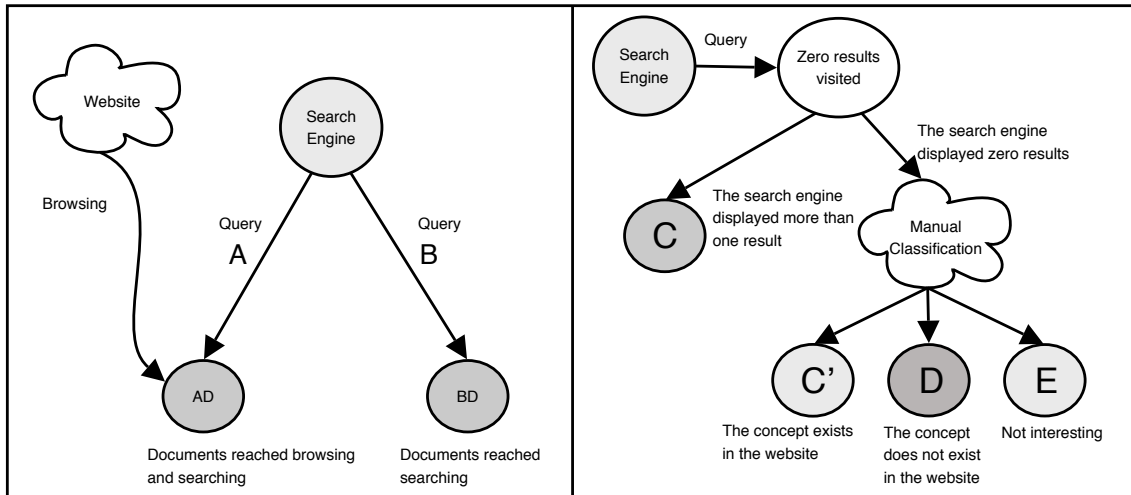 Website
Search
Engine
Browsing
Query
A
Query
B
AD
BD
Documents reached browsing
and searching
Documents reached
searching
Search
Engine
Query
Zero results
visited
The search engine
displayed zero results
C
The search engine
displayed more than
one result
Manual
Classification
C'
D
E
The concept exists
in the website
The concept
does not exist
in the website
Not interesting